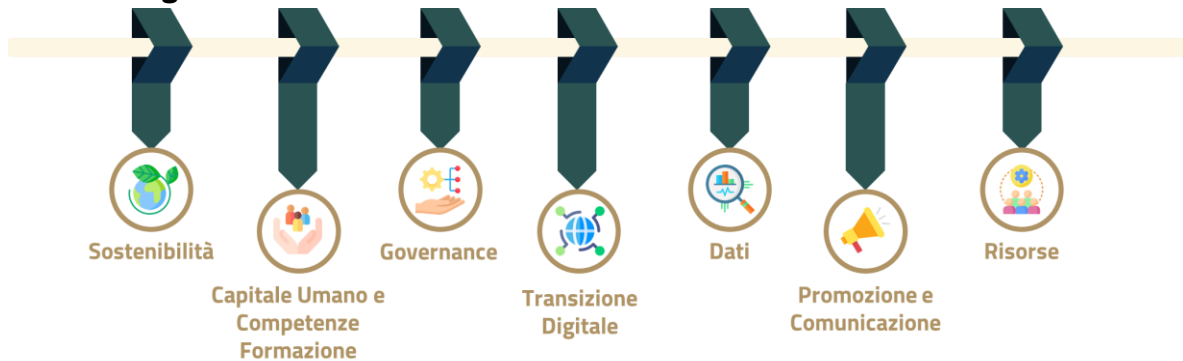 Sostenibilità
Capitale Umano e
Competenze
Formazione
Governance
Transizione
Digitale
Dati
Promozione e
Comunicazione
Risorse